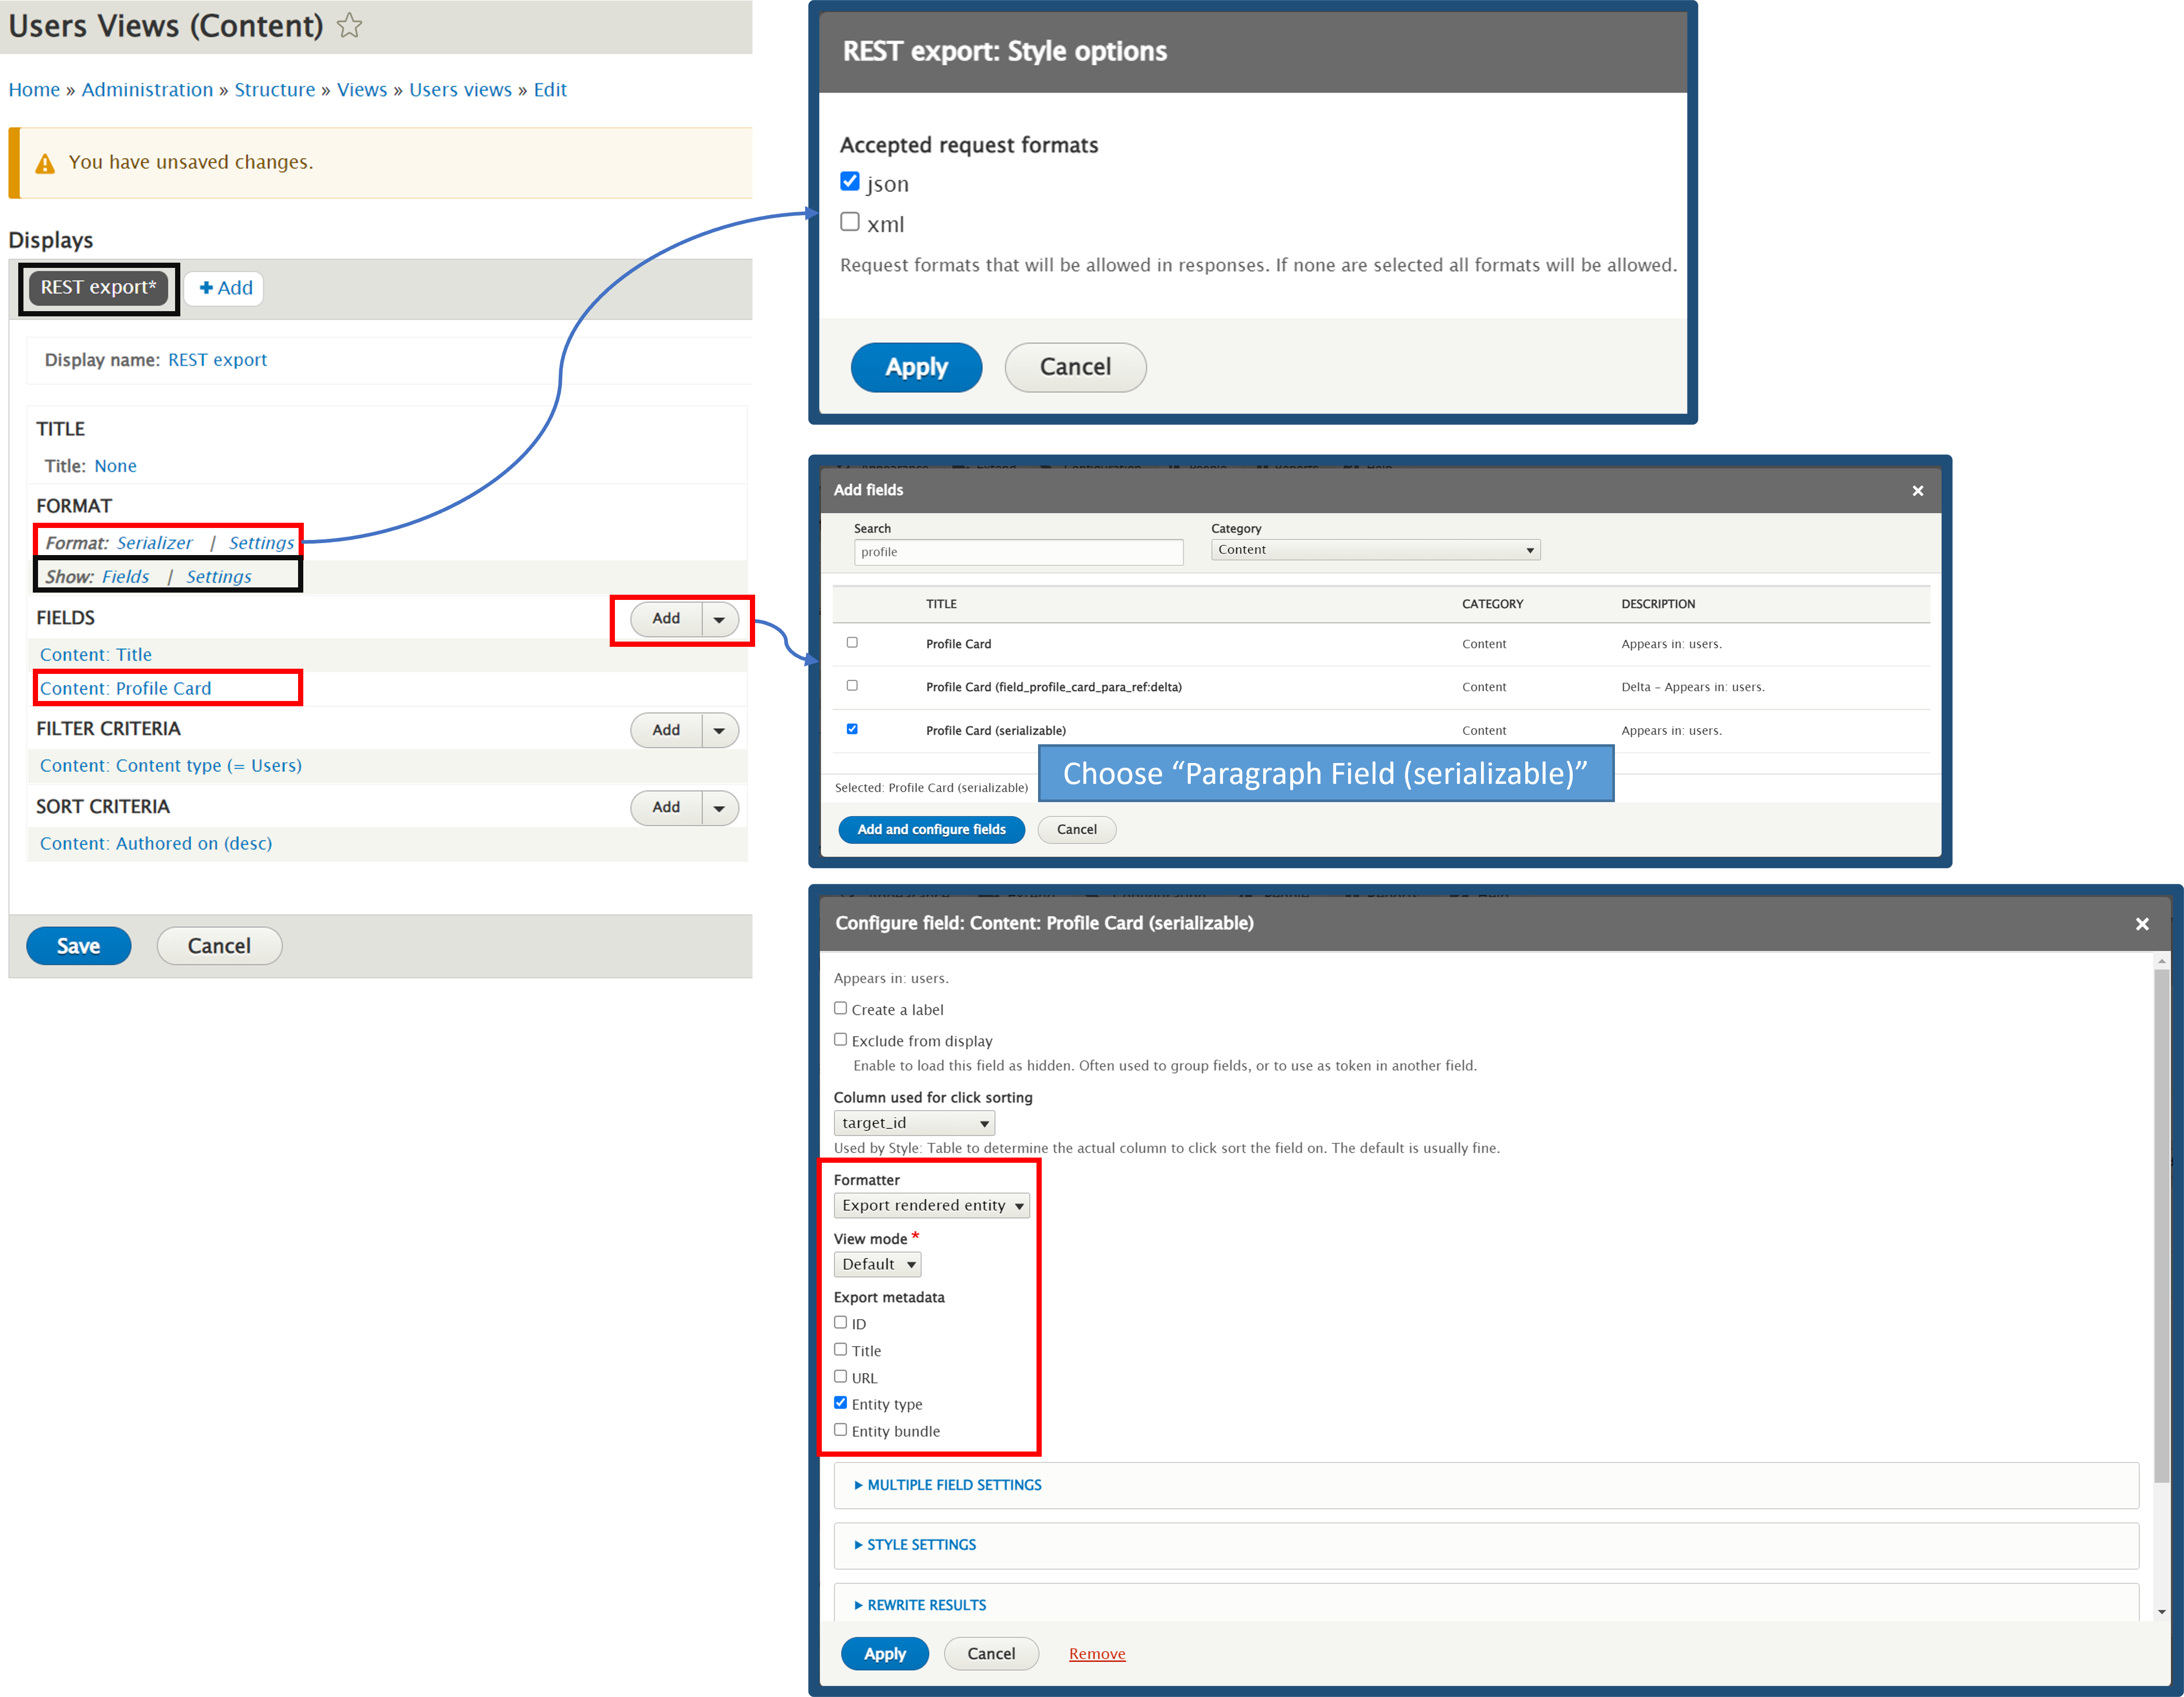 Users Views (Content)
Home » Administration » Structure » Views » Users views » Edit
You have unsaved changes.
Displays
REST export*
Add
Display name: REST export
TITLE
Title: None
FORMAT
Format: Serializer | Settings
Show: Fields | Settings
FIELDS
Add
Content: Title
Content: Profile Card
FILTER CRITERIA
Add
Content: Content type (= Users)
SORT CRITERIA
Add
Content: Authored on (desc)
Save
Cancel
REST export: Style options
Accepted request formats
json
xml
Request formats that will be allowed in responses. If none are selected all formats will be allowed.
Apply
Cancel
Add fields
Search
Category
profile
Content
TITLE CATEGORY DESCRIPTION
Profile Card Content Appears in: users.
Profile Card (field_profile_card_para_ref:delta) Content Delta - Appears in: users.
Profile Card (serializable) Content Appears in: users.
Choose “Paragraph Field (serializable)”
Selected: Profile Card (serializable)
Add and configure fields
Cancel
Configure field: Content: Profile Card (serializable)
Appears in: users.
Create a label
Exclude from display
Enable to load this field as hidden. Often used to group fields, or to use as token in another field.
Column used for click sorting
target_id
Used by Style: Table to determine the actual column to click sort the field on. The default is usually fine.
Formatter
Export rendered entity
View mode *
Default
Export metadata
ID
Title
URL
Entity type
Entity bundle
MULTIPLE FIELD SETTINGS
STYLE SETTINGS
REWRITE RESULTS
Apply
Cancel
Remove